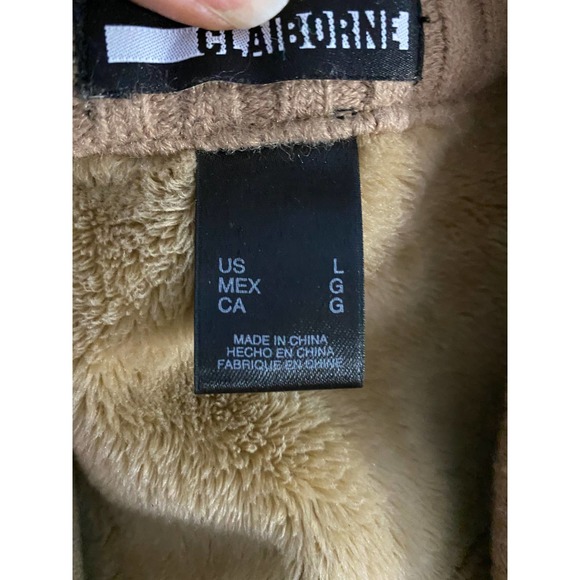 CLAIBORNE
US L
MEX G
CA G
MADE IN CHINA
HECHO EN CHINA
FABRIQUE EN CHINE